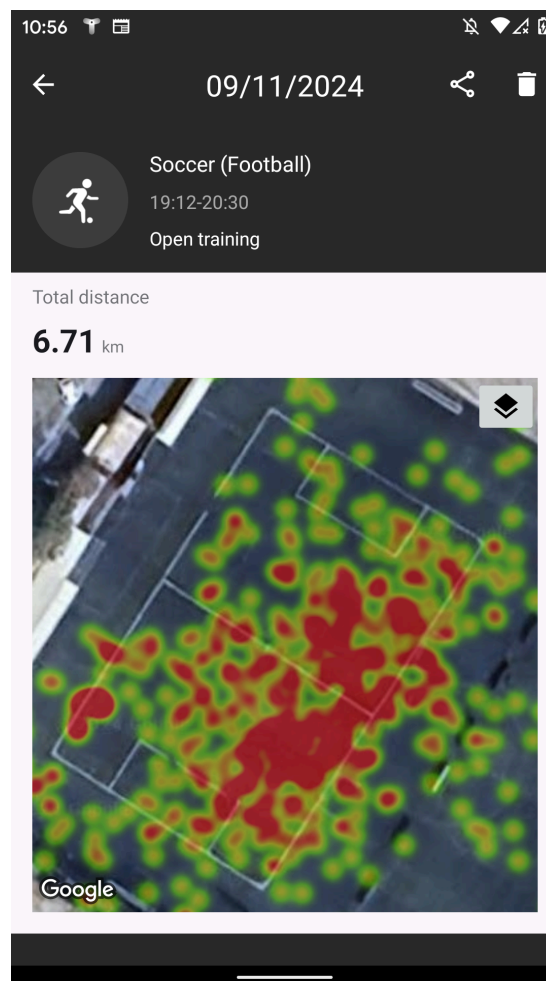 10:56
09/11/2024
Soccer (Football)
19:12-20:30
Open training
Total distance
6.71 km
Google